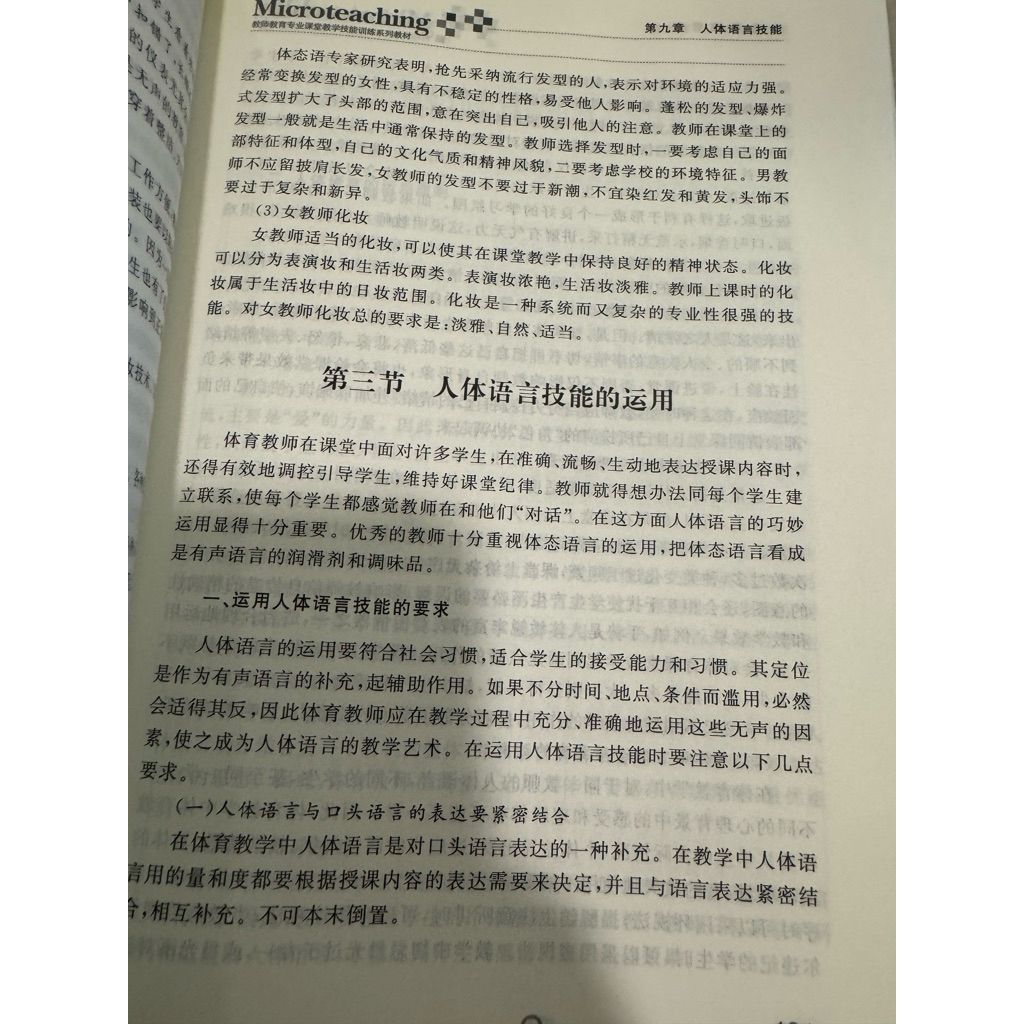 Microteaching
教师教育专业课堂教学技能训练系列教材
第九章 人体语言技能
体态语专家研究表明,抢先采纳流行发型的人,表示对环境的适应力强。
经常变换发型的女性,具有不稳定的性格,易受他人影响。蓬松的发型、爆炸
式发型扩大了头部的范围,意在突出自己,吸引他人的注意。教师在课堂上的
发型一般就是生活中通常保持的发型。教师选择发型时,一要考虑自己的面
部特征和体型,自己的文化气质和精神风貌,二要考虑学校的环境特征。男教
师不应留披肩长发,女教师的发型不要过于新潮,不宜染红发和黄发,头饰不
要过于复杂和新异。
(3)女教师化妆
女教师适当的化妆,可以使其在课堂教学中保持良好的精神状态。化妆
可以分为表演妆和生活妆两类。表演妆浓艳,生活妆淡雅。教师上课时的化
妆属于生活妆中的日妆范围。化妆是一种系统而又复杂的专业性很强的技
能。对女教师化妆总的要求是:淡雅、自然、适当。
第三节 人体语言技能的运用
体育教师在课堂中面对许多学生,在准确、流畅、生动地表达授课内容时,
还得有效地调控引导学生,维持好课堂纪律。教师就得想办法同每个学生建
立联系,使每个学生都感觉教师在和他们“对话”。在这方面人体语言的巧妙
运用显得十分重要。优秀的教师十分重视体态语言的运用,把体态语言看成
是有声语言的润滑剂和调味品。
一、运用人体语言技能的要求
人体语言的运用要符合社会习惯,适合学生的接受能力和习惯。其定位
是作为有声语言的补充,起辅助作用。如果不分时间、地点、条件而滥用,必然
会适得其反,因此体育教师应在教学过程中充分、准确地运用这些无声的因
素,使之成为人体语言的教学艺术。在运用人体语言技能时要注意以下几点
要求。
(一)人体语言与口头语言的表达要紧密结合
在体育教学中人体语言是对口头语言表达的一种补充。在教学中人体语
言用的量和度都要根据授课内容的表达需要来决定,并且与语言表达紧密结
合,相互补充。不可本末倒置。